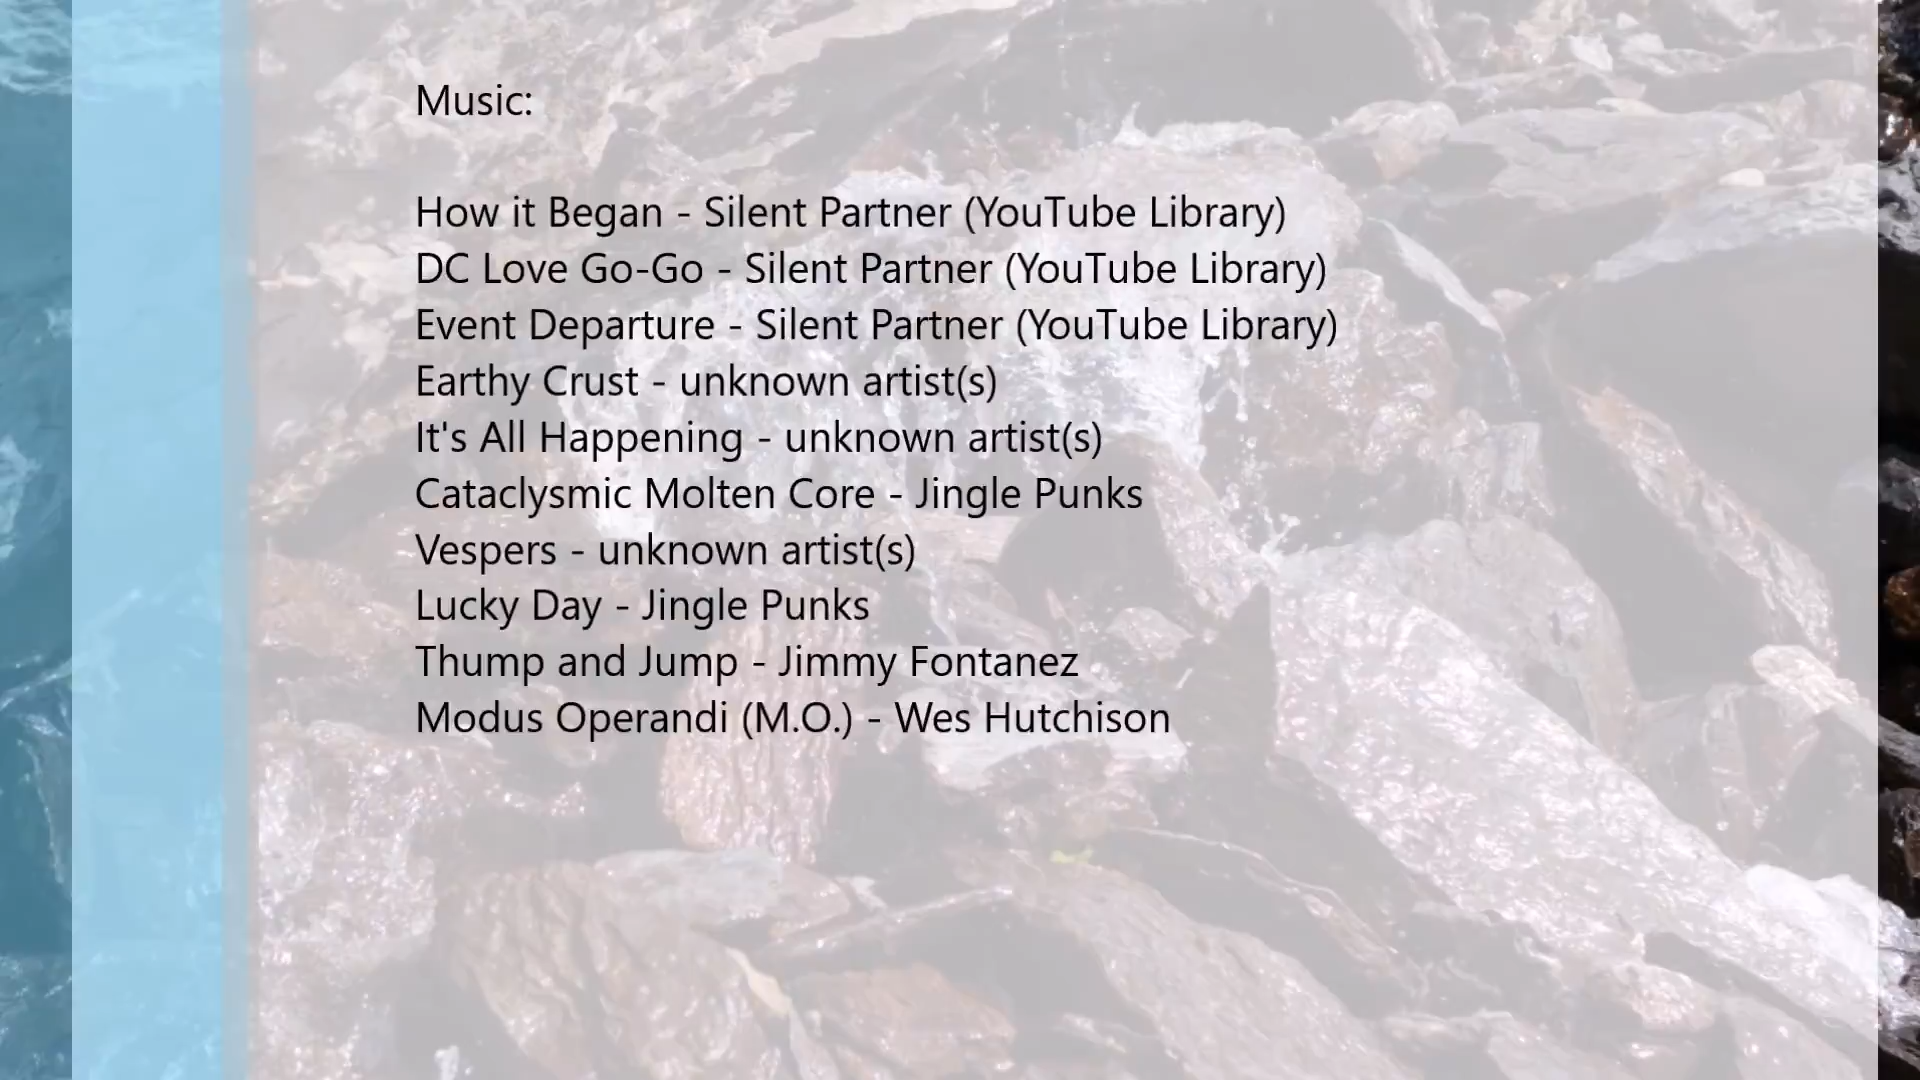 Music:
How it Began - Silent Partner (YouTube Library)
DC Love Go-Go - Silent Partner (YouTube Library)
Event Departure - Silent Partner (YouTube Library)
Earthy Crust - unknown artist(s)
It's All Happening - unknown artist(s)
Cataclysmic Molten Core - Jingle Punks
Vespers - unknown artist(s)
Lucky Day - Jingle Punks
Thump and Jump - Jimmy Fontanez
Modus Operandi (M.O.) - Wes Hutchison